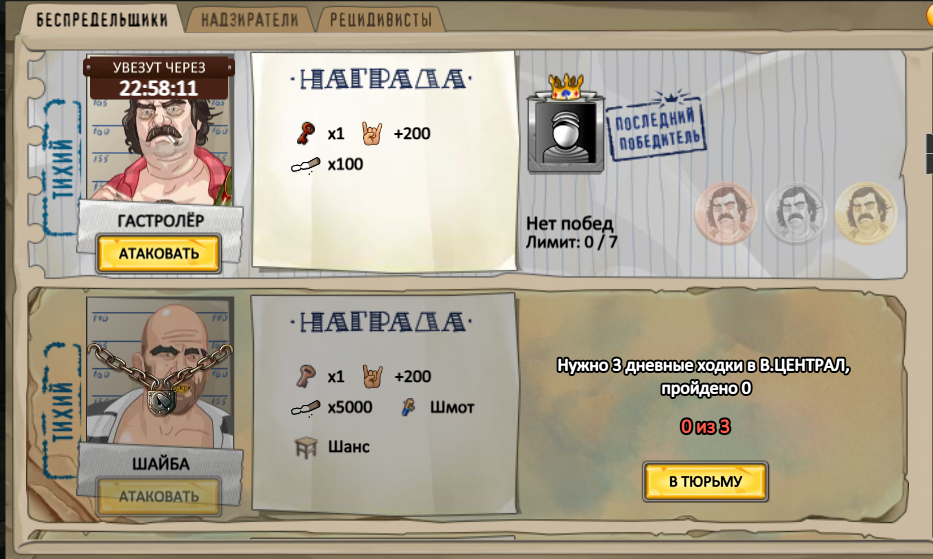 БЕСПРЕДЕЛЬЩИКИ
НАДЗИРАТЕЛИ
РЕЦИДИВИСТЫ
УВЕЗУТ ЧЕРЕЗ
22:58:11
ТИХИЙ
ГАСТРОЛЁР
АТАКОВАТЬ
·НАГРАДА·
x1
+200
x100
ПОСЛЕДНИЙ
ПОБЕДИТЕЛЬ
Нет побед
Лимит: 0 / 7
ТИХИЙ
ШАЙБА
АТАКОВАТЬ
·НАГРАДА·
x1
+200
x5000
Шмот
Шанс
Нужно 3 дневные ходки в В.ЦЕНТРАЛ,
пройдено 0
0 из 3
В ТЮРЬМУ